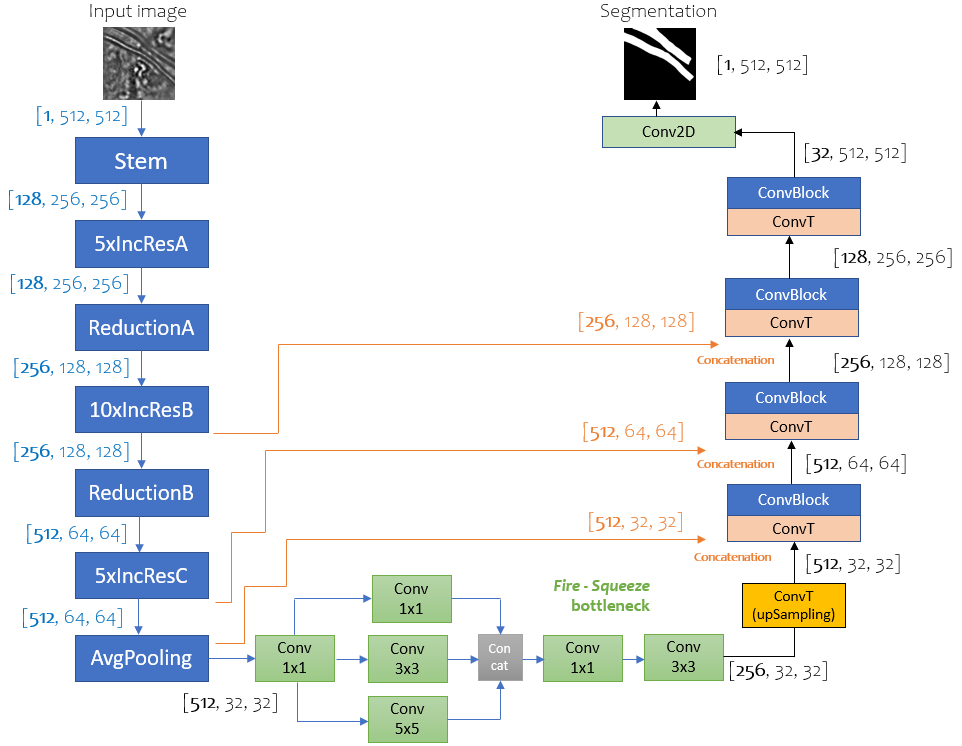 Input image
[1, 512, 512]
Stem
[128, 256, 256]
5xIncResA
[128, 256, 256]
ReductionA
[256, 128, 128]
10xIncResB
[256, 128, 128]
ReductionB
[512, 64, 64]
5xIncResC
[512, 64, 64]
AvgPooling
[512, 32, 32]
Conv
1x1
Conv
1x1
Conv
3x3
Conv
5x5
Con
cat
Conv
1x1
Conv
3x3
Fire - Squeeze
bottleneck
[256, 32, 32]
ConvT
(upSampling)
[512, 32, 32]
[512, 32, 32]
Concatenation
ConvBlock
ConvT
[512, 64, 64]
[512, 64, 64]
Concatenation
ConvBlock
ConvT
[256, 128, 128]
[256, 128, 128]
Concatenation
ConvBlock
ConvT
[128, 256, 256]
ConvBlock
ConvT
[32, 512, 512]
Conv2D
[1, 512, 512]
Segmentation